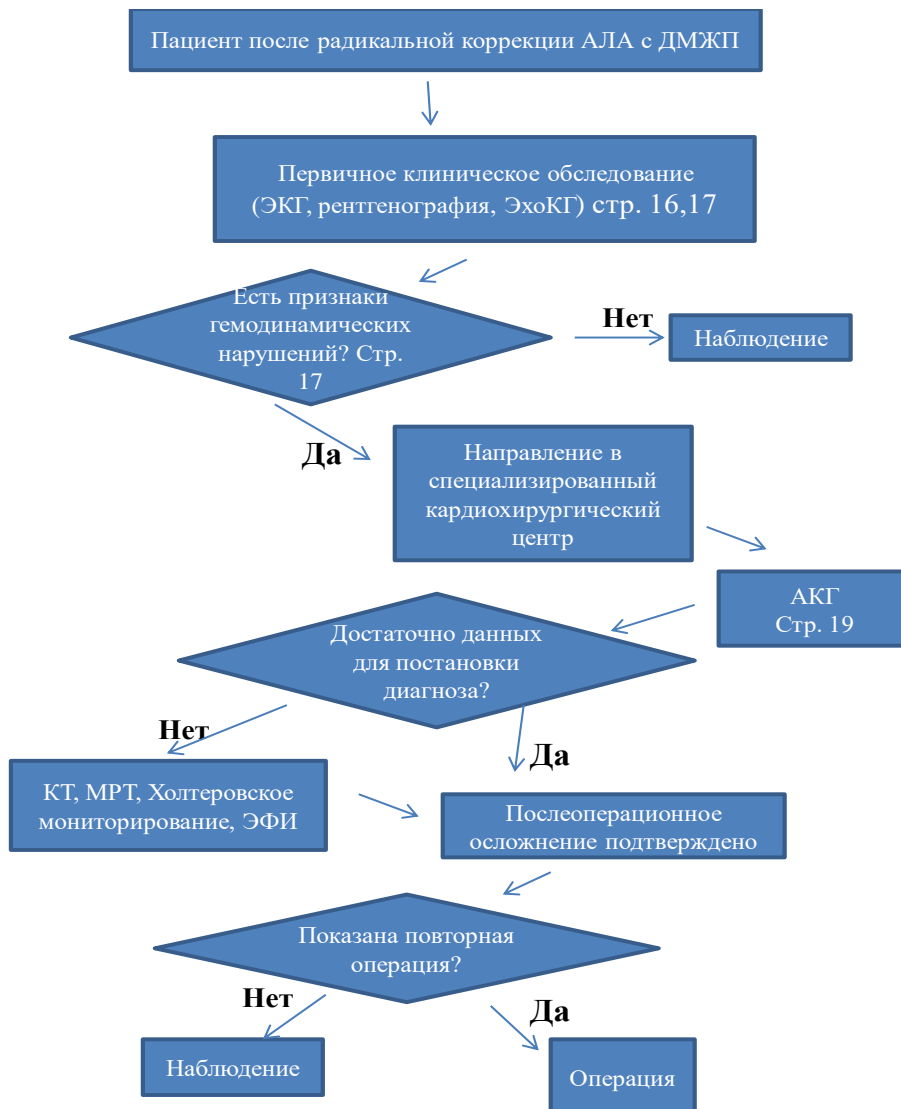 Пациент после радикальной коррекции АЛА с ДМЖП
Первичное клиническое обследование
(ЭКГ, рентгенография, ЭхоКГ) стр. 16,17
Есть признаки
гемодинамических
нарушений? Стр.
17
Нет
Наблюдение
Да
Направление в
специализированный
кардиохирургический
центр
АКГ
Стр. 19
Достаточно данных
для постановки
диагноза?
Нет
Да
КТ, МРТ, Холтеровское
мониторирование, ЭФИ
Послеоперационное
осложнение подтверждено
Показана повторная
операция?
Нет
Да
Наблюдение
Операция